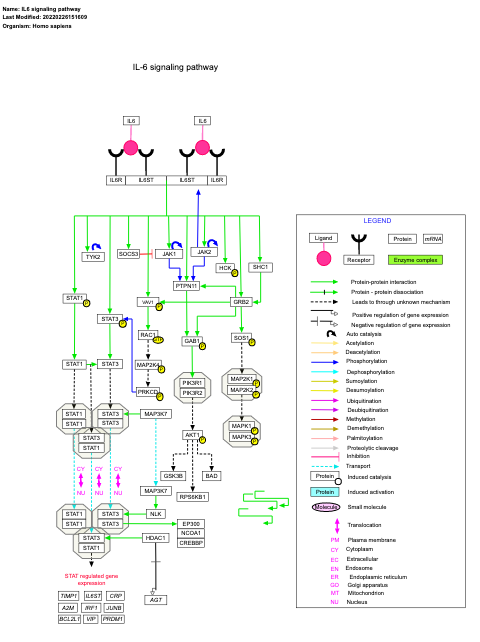 Name: IL6 signaling pathway
Last Modified: 20220226151609
Organism: Homo sapiens
IL-6 signaling pathway
IL6 IL6
IL6R IL6ST IL6ST IL6R
TYK2 SOCS3 JAK1 JAK2
HCK P SHC1
PTPN11
STAT1 P VAV1 P GRB2
STAT3 P
RAC1 GTP GAB1 P SOS1 P
STAT1 STAT3 MAP2K4 P
MAP2K1 P
PIK3R1 MAP2K2 P
PRKCD P PIK3R2
STAT1 STAT3 MAP3K7
STAT1 STAT3 MAPK1 P
STAT3 AKT1 P MAPK3 P
STAT1
CY CY CY GSK3B BAD
NU NU NU MAP3K7 RPS6KB1
STAT1 STAT3 NLK
STAT1 STAT3 EP300
STAT3 HDAC1 NCOA1
STAT1 CREBBP
STAT regulated gene
expression
TIMP1 IL6ST CRP AGT
A2M IRF1 JUNB
BCL2L1 VIP PRDM1
LEGEND
Ligand Protein mRNA
Receptor Enzyme complex
Protein-protein interaction
Protein - protein dissociation
Leads to through unknown mechanism
Positive regulation of gene expression
Negative regulation of gene expression
Auto catalysis
Acetylation
Deacetylation
Phosphorylation
Dephosphorylation
Sumoylation
Desumoylation
Ubiquitination
Deubiquitination
Methylation
Demethylation
Palmitoylation
Proteolytic cleavage
Inhibition
Transport
Protein Induced catalysis
Protein Induced activation
Molecule Small molecule
Translocation
PM Plasma membrane
CY Cytoplasm
EC Extracellular
EN Endosome
ER Endoplasmic reticulum
GO Golgi apparatus
MT Mitochondrion
NU Nucleus